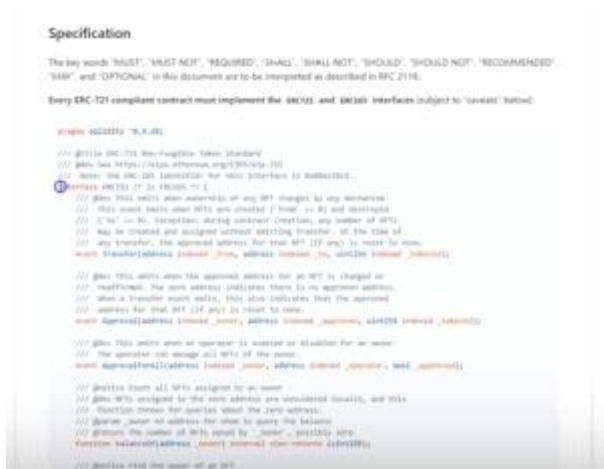 Specification
The key words "MUST", "MUST NOT", "REQUIRED", "SHALL", "SHALL NOT", "SHOULD", "SHOULD NOT", "RECOMMENDED",
"MAY", and "OPTIONAL" in this document are to be interpreted as described in RFC 2119.
Every ERC-721 compliant contract must implement the ERC721 and ERC165 interfaces (subject to "caveats" below):
pragma solidity ^0.4.20;
/// @title ERC-721 Non-Fungible Token Standard
/// @dev See https://eips.ethereum.org/EIPS/eip-721
/// Note: the ERC-165 identifier for this interface is 0x80ac58cd.
interface ERC721 /* is ERC165 */ {
/// @dev This emits when ownership of any NFT changes by any mechanism.
/// This event emits when NFTs are created (`from` == 0) and destroyed
/// (`to` == 0). Exception: during contract creation, any number of NFTs
/// may be created and assigned without emitting Transfer. At the time of
/// any transfer, the approved address for that NFT (if any) is reset to none.
event Transfer(address indexed _from, address indexed _to, uint256 indexed _tokenId);
/// @dev This emits when the approved address for an NFT is changed or
/// reaffirmed. The zero address indicates there is no approved address.
/// When a Transfer event emits, this also indicates that the approved
/// address for that NFT (if any) is reset to none.
event Approval(address indexed _owner, address indexed _approved, uint256 indexed _tokenId);
/// @dev This emits when an operator is enabled or disabled for an owner.
/// The operator can manage all NFTs of the owner.
event ApprovalForAll(address indexed _owner, address indexed _operator, bool _approved);
/// @notice Count all NFTs assigned to an owner
/// @dev NFTs assigned to the zero address are considered invalid, and this
/// function throws for queries about the zero address.
/// @param _owner An address for whom to query the balance
/// @return The number of NFTs owned by `_owner`, possibly zero
function balanceOf(address _owner) external view returns (uint256);
/// @notice Find the owner of an NFT